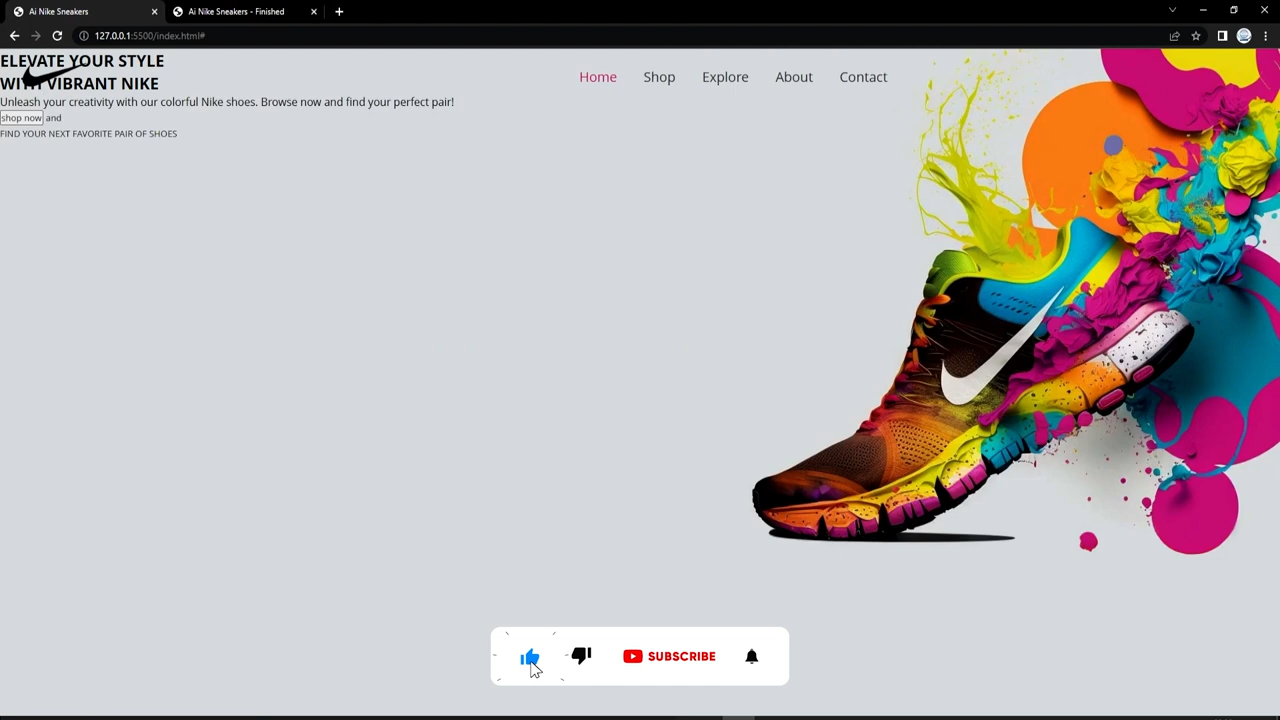 Ai Nike Sneakers
Ai Nike Sneakers - Finished
127.0.0.1:5500/index.html#
ELEVATE YOUR STYLE
WITH VIBRANT NIKE
Home Shop Explore About Contact
Unleash your creativity with our colorful Nike shoes. Browse now and find your perfect pair!
shop now and
FIND YOUR NEXT FAVORITE PAIR OF SHOES
SUBSCRIBE